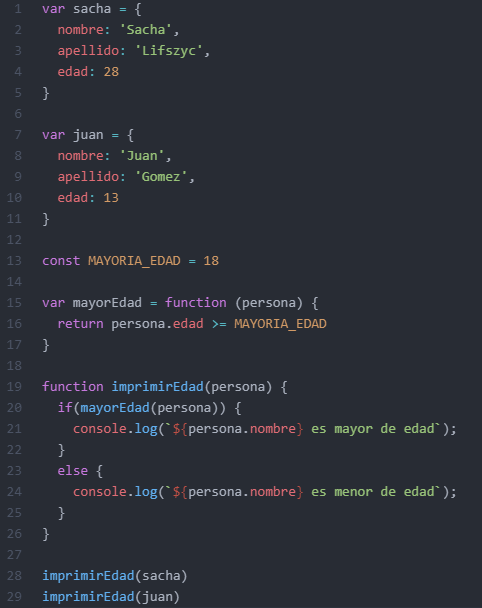 1 var sacha = {
2   nombre: 'Sacha',
3   apellido: 'Lifszyc',
4   edad: 28
5 }
6
7 var juan = {
8   nombre: 'Juan',
9   apellido: 'Gomez',
10   edad: 13
11 }
12
13 const MAYORIA_EDAD = 18
14
15 var mayorEdad = function (persona) {
16   return persona.edad >= MAYORIA_EDAD
17 }
18
19 function imprimirEdad(persona) {
20   if(mayorEdad(persona)) {
21     console.log(`${persona.nombre} es mayor de edad`);
22   }
23   else {
24     console.log(`${persona.nombre} es menor de edad`);
25   }
26 }
27
28 imprimirEdad(sacha)
29 imprimirEdad(juan)